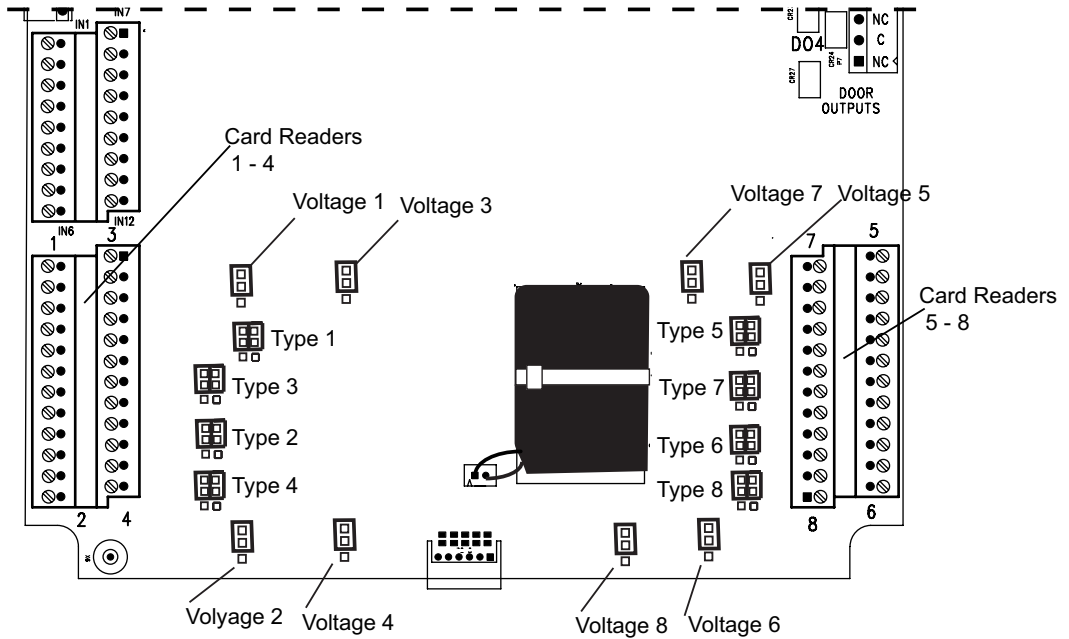 IN7
IN1
CR27
NC
DO4
CR24
P7
C
NC
DOOR
OUTPUTS
Card Readers
1 - 4
Voltage 1
Voltage 3
Voltage 7
Voltage 5
IN6
IN12
1
3
7
5
Card Readers
5 - 8
Type 1
Type 5
Type 3
Type 7
Type 2
Type 6
Type 4
Type 8
2
4
8
6
Volyage 2
Voltage 4
Voltage 8
Voltage 6